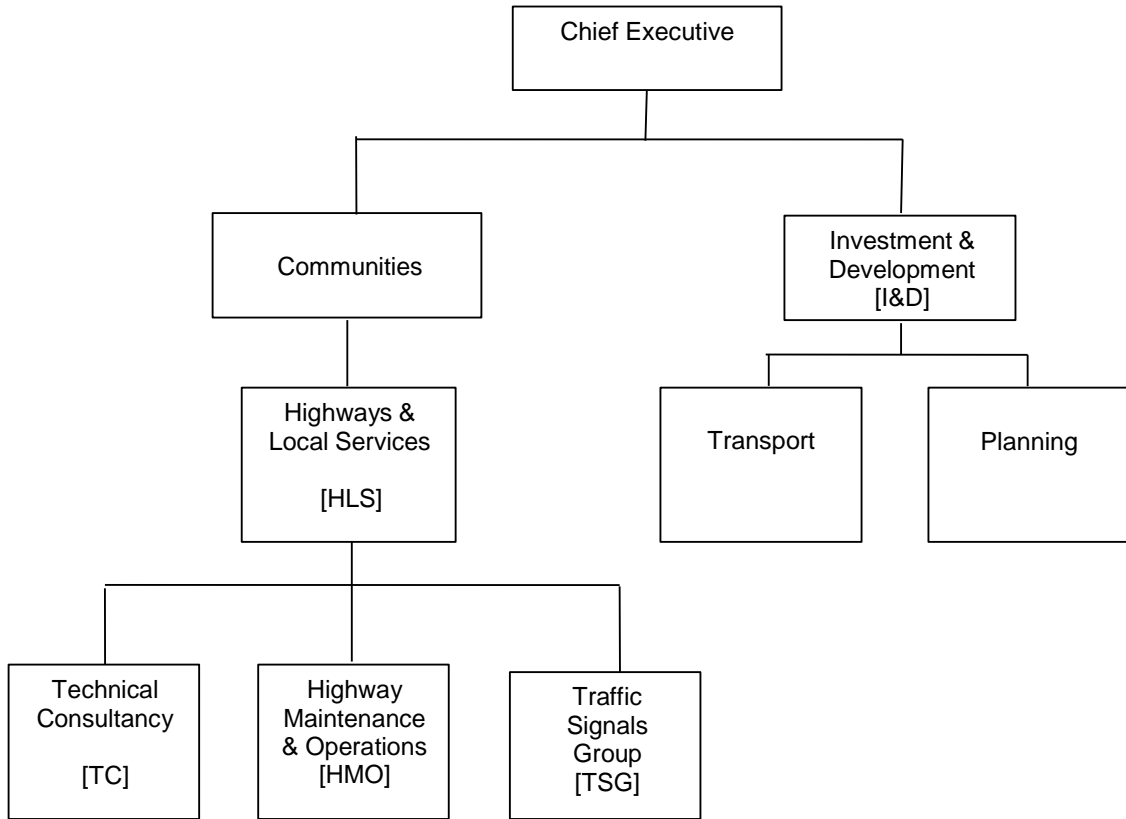 Chief Executive
Communities
Investment &
Development
[I&D]
Highways &
Local Services
[HLS]
Transport
Planning
Technical
Consultancy
[TC]
Highway
Maintenance
& Operations
[HMO]
Traffic
Signals
Group
[TSG]